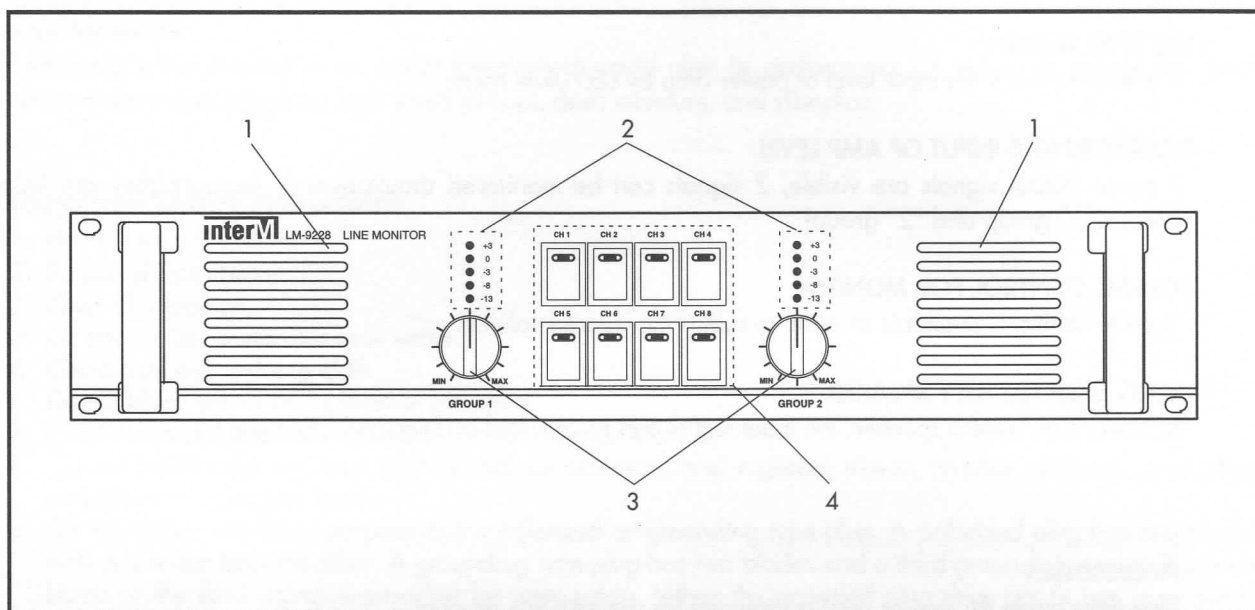 1 2 1
interM LM-9228 LINE MONITOR
CH 1 CH 2 CH 3 CH 4
+3 +3
0 0
-3 -3
-8 -8
-13 -13
CH 5 CH 6 CH 7 CH 8
MIN MAX MIN MAX
GROUP 1 GROUP 2
3 4